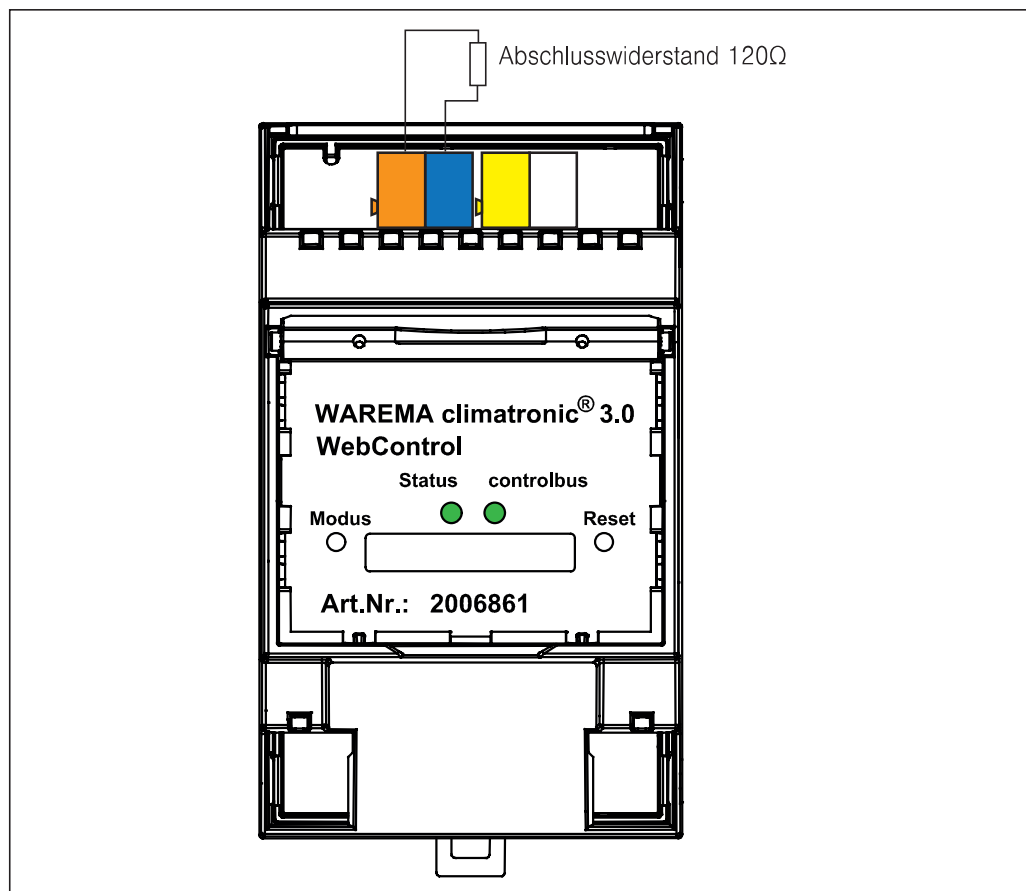 Abschlusswiderstand 120Ω
WAREMA climatronic® 3.0
WebControl
Status controlbus
Modus Reset
Art.Nr.: 2006861